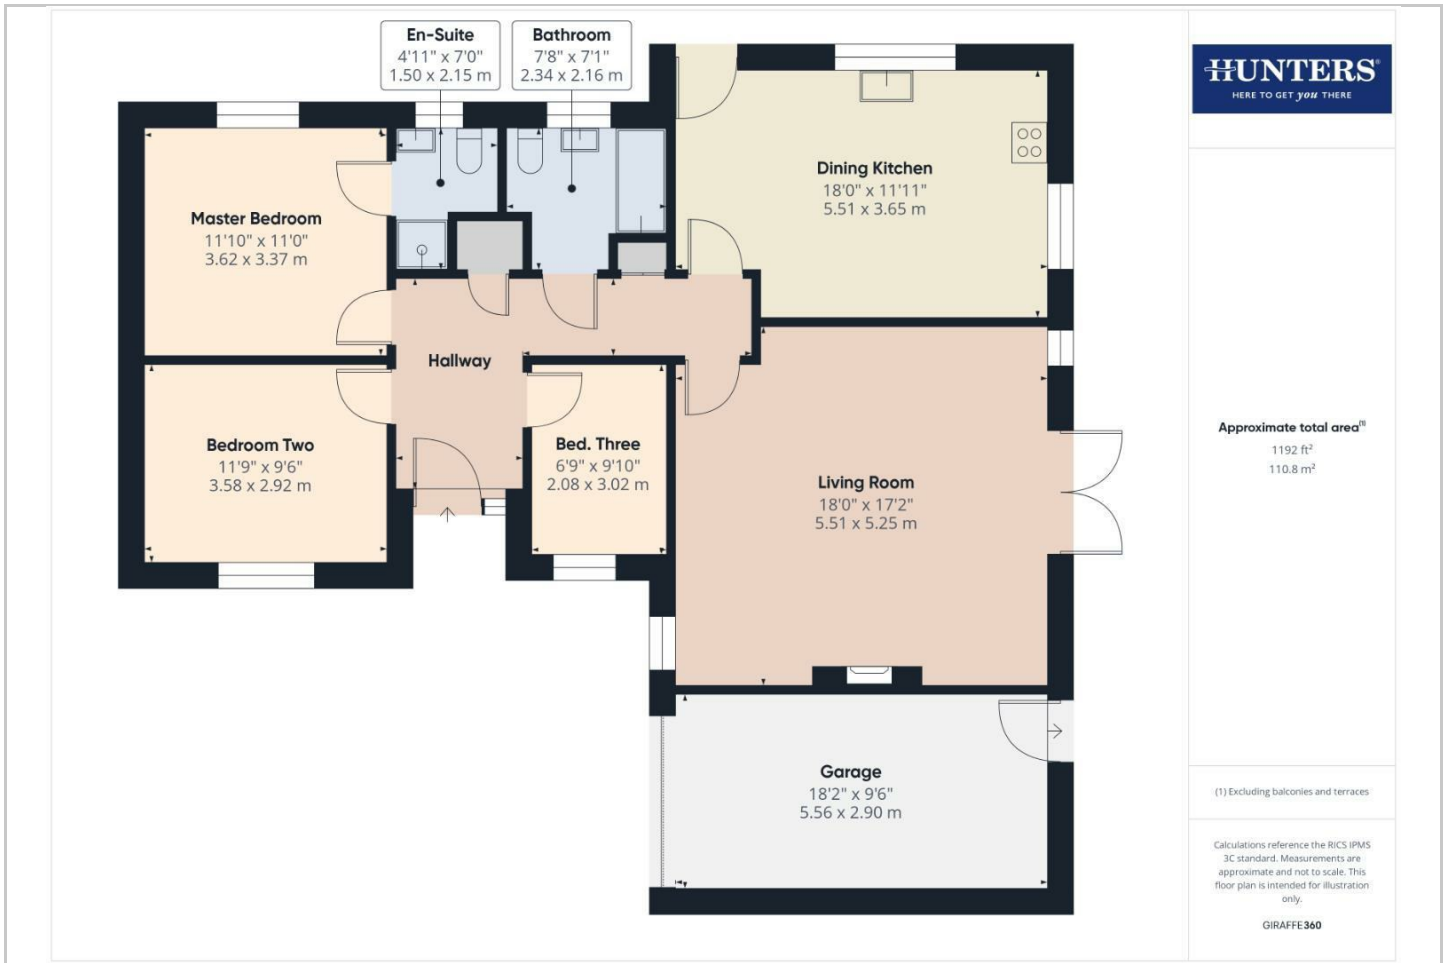 En-Suite
4'11" x 7'0"
1.50 x 2.15 m
Bathroom
7'8" x 7'1"
2.34 x 2.16 m
HUNTERS®
HERE TO GET you THERE
Dining Kitchen
18'0" x 11'11"
5.51 x 3.65 m
Master Bedroom
11'10" x 11'0"
3.62 x 3.37 m
Hallway
Bedroom Two
11'9" x 9'6"
3.58 x 2.92 m
Bed. Three
6'9" x 9'10"
2.08 x 3.02 m
Living Room
18'0" x 17'2"
5.51 x 5.25 m
Approximate total area(1)
1192 ft²
110.8 m²
Garage
18'2" x 9'6"
5.56 x 2.90 m
(1) Excluding balconies and terraces
Calculations reference the RICS IPMS
3C standard. Measurements are
approximate and not to scale. This
floor plan is intended for illustration
only.
GIRAFFE360